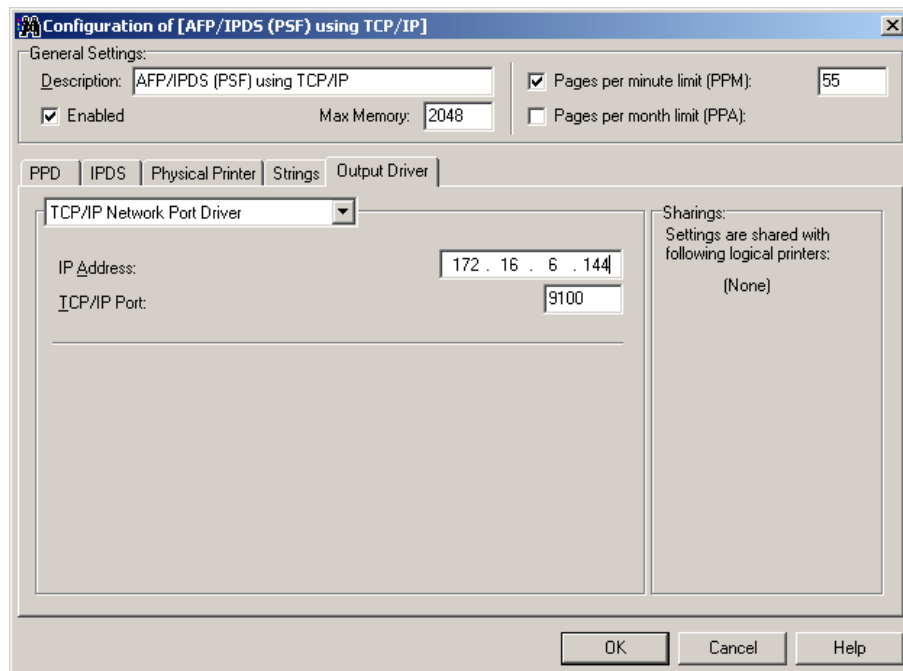 Configuration of [AFP/IPDS (PSF) using TCP/IP]
General Settings:
Description: AFP/IPDS (PSF) using TCP/IP
Pages per minute limit (PPM): 55
Enabled Max Memory: 2048
Pages per month limit (PPA):
PPD IPDS Physical Printer Strings Output Driver
TCP/IP Network Port Driver
IP Address: 172 . 16 . 6 . 144
TCP/IP Port: 9100
Sharings:
Settings are shared with
following logical printers:
(None)
OK Cancel Help